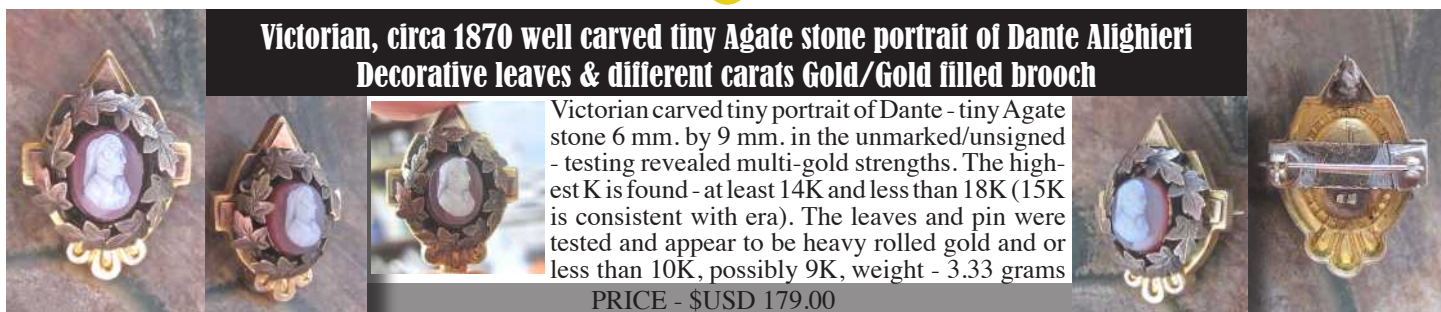 Victorian, circa 1870 well carved tiny Agate stone portrait of Dante Alighieri
Decorative leaves & different carats Gold/Gold filled brooch
Victorian carved tiny portrait of Dante - tiny Agate
stone 6 mm. by 9 mm. in the unmarked/unsigned
- testing revealed multi-gold strengths. The high-
est K is found - at least 14K and less than 18K (15K
is consistent with era). The leaves and pin were
tested and appear to be heavy rolled gold and or
less than 10K, possibly 9K, weight - 3.33 grams
PRICE - $USD 179.00